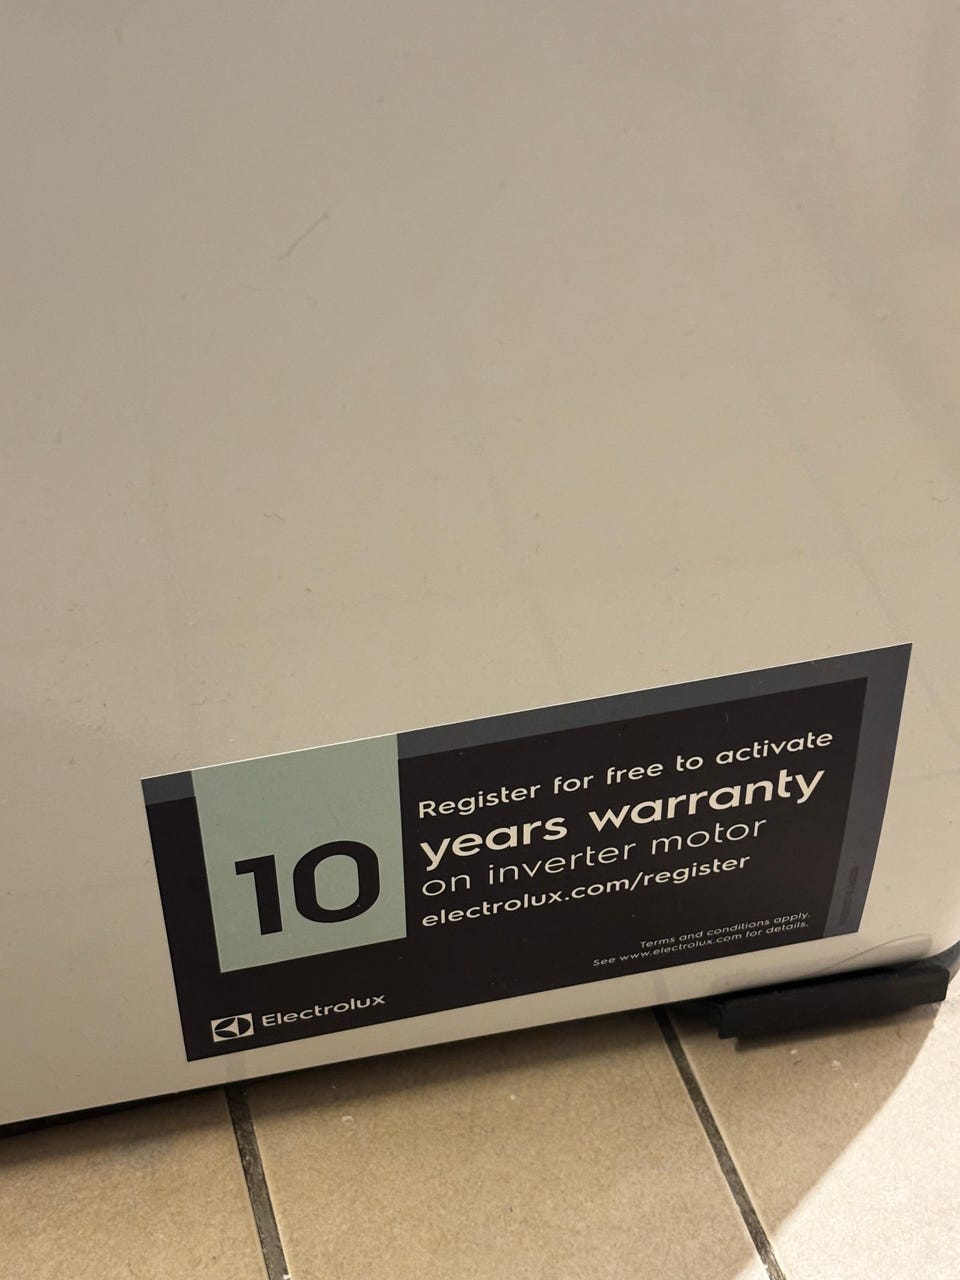 10
Register for free to activate
years warranty
on inverter motor
electrolux.com/register
Terms and conditions apply.
See www.electrolux.com for details.
Electrolux